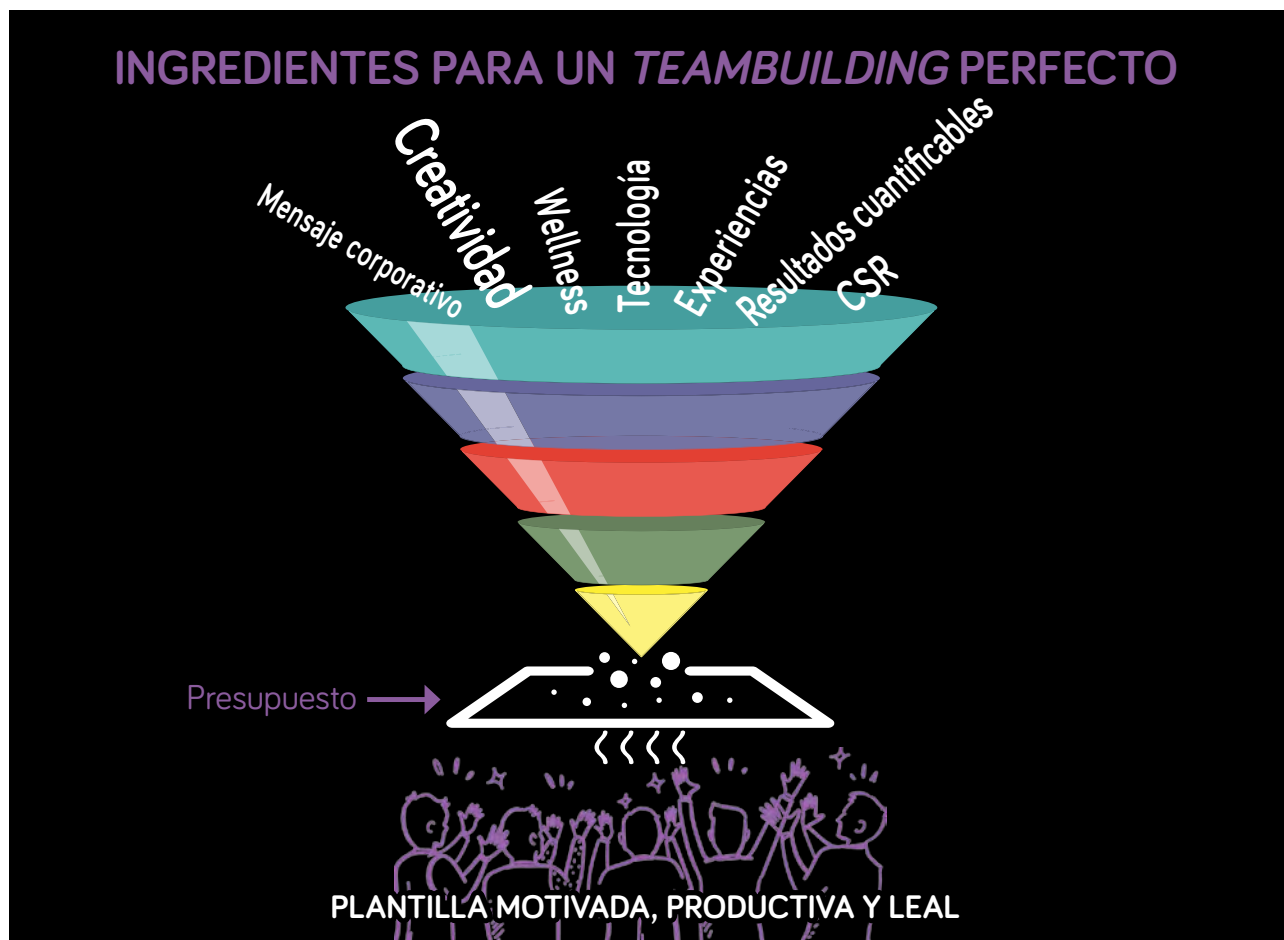 INGREDIENTES PARA UN TEAMBUILDING PERFECTO
Mensaje corporativo
Creatividad
Wellness
Tecnología
Experiencias
Resultados cuantificables
CSR
Presupuesto
PLANTILLA MOTIVADA, PRODUCTIVA Y LEAL